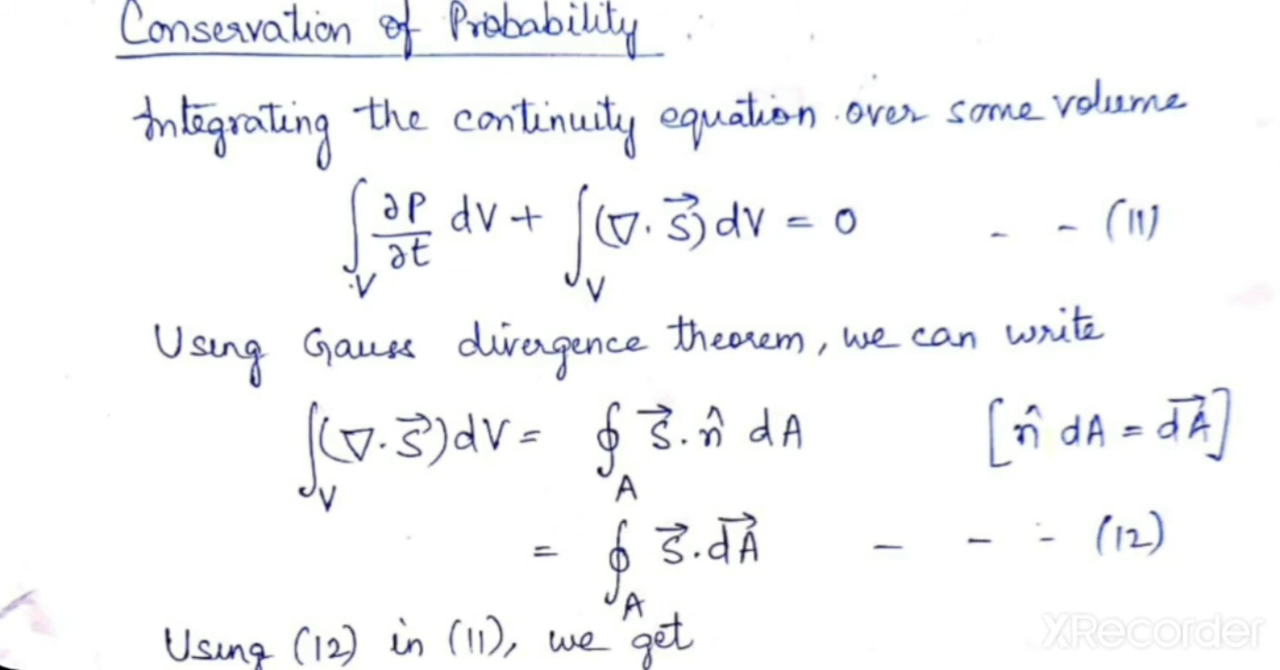 Conservation of Probability
Integrating the continuity equation over some volume
∫_V ∂P/∂t dV + ∫_V (∇·S⃗) dV = 0 - - (11)
Using Gauss divergence theorem, we can write
∫_V (∇·S⃗) dV = ∮_A S⃗·n̂ dA [n̂ dA = dA⃗]
= ∮_A S⃗·dA⃗ - - - (12)
Using (12) in (11), we get
XRecorder